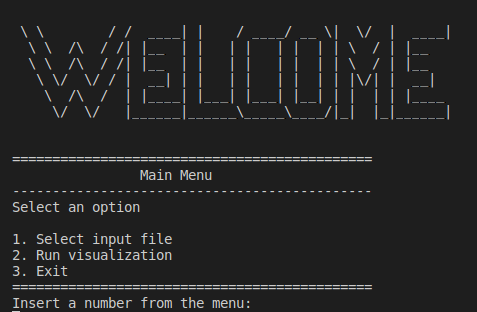 WELCOME
=============================================
Main Menu
---------------------------------------------
Select an option
1. Select input file
2. Run visualization
3. Exit
=============================================
Insert a number from the menu: